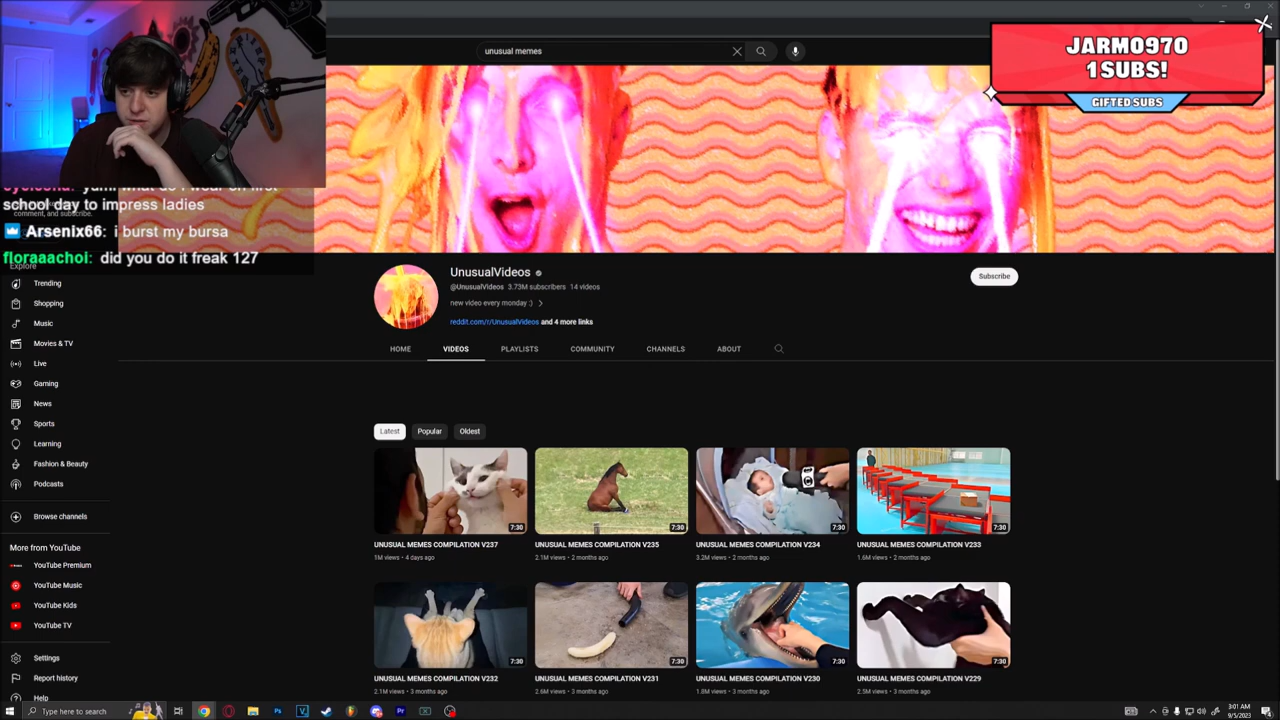 unusual memes
JARMO970
1 SUBS!
GIFTED SUBS
what do i wear on first
school day to impress ladies
comment, and subscribe.
Arsenix66: i burst my bursa
floraaachoi: did you do it freak 127
Explore
Trending
Shopping
Music
Movies & TV
Live
Gaming
News
Sports
Learning
Fashion & Beauty
Podcasts
Browse channels
More from YouTube
YouTube Premium
YouTube Music
YouTube Kids
YouTube TV
Settings
Report history
Help
UnusualVideos
@UnusualVideos 3.73M subscribers 14 videos
new video every monday :)
reddit.com/r/UnusualVideos and 4 more links
Subscribe
HOME VIDEOS PLAYLISTS COMMUNITY CHANNELS ABOUT
Latest Popular Oldest
7:30 7:30 7:30 7:30
UNUSUAL MEMES COMPILATION V237
1M views • 4 days ago
UNUSUAL MEMES COMPILATION V235
2.1M views • 2 months ago
UNUSUAL MEMES COMPILATION V234
3.2M views • 2 months ago
UNUSUAL MEMES COMPILATION V233
1.6M views • 2 months ago
7:30 7:30 7:30 7:30
UNUSUAL MEMES COMPILATION V232
2.1M views • 3 months ago
UNUSUAL MEMES COMPILATION V231
2.6M views • 3 months ago
UNUSUAL MEMES COMPILATION V230
1.8M views • 3 months ago
UNUSUAL MEMES COMPILATION V229
2.5M views • 3 months ago
Type here to search
3:01 AM
9/5/2023